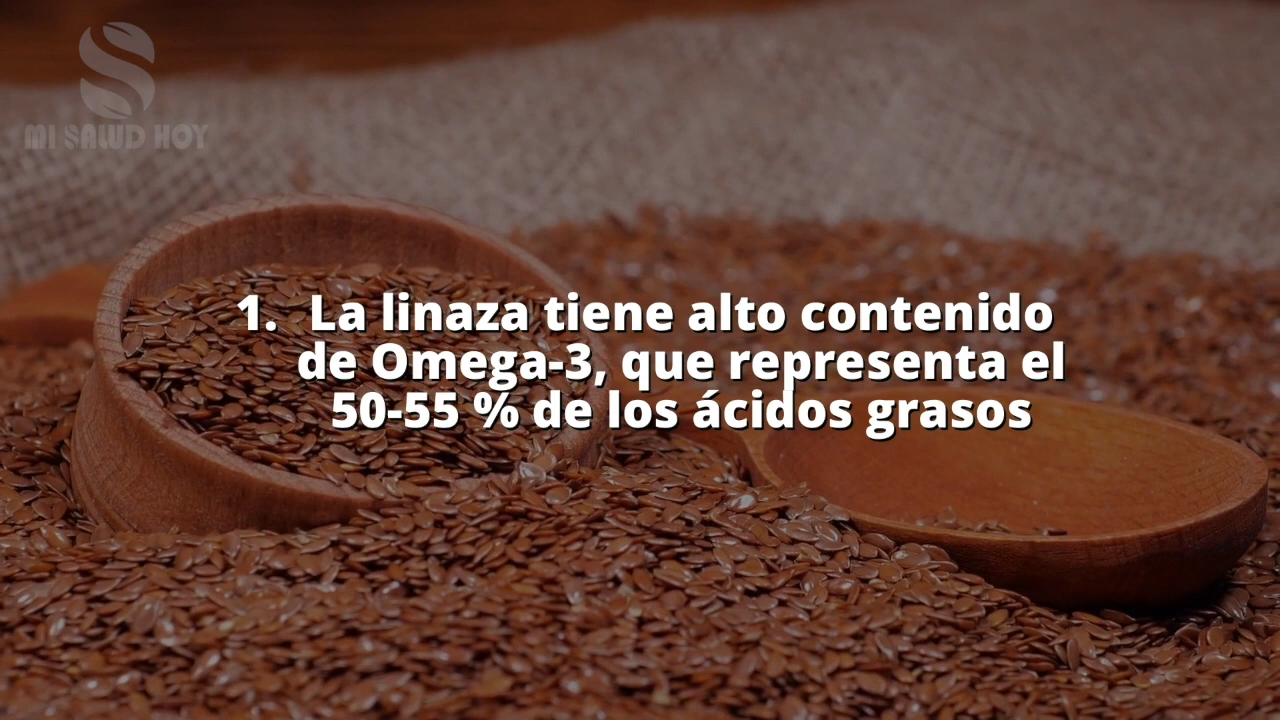 MI SALUD HOY
1. La linaza tiene alto contenido
de Omega-3, que representa el
50-55 % de los ácidos grasos